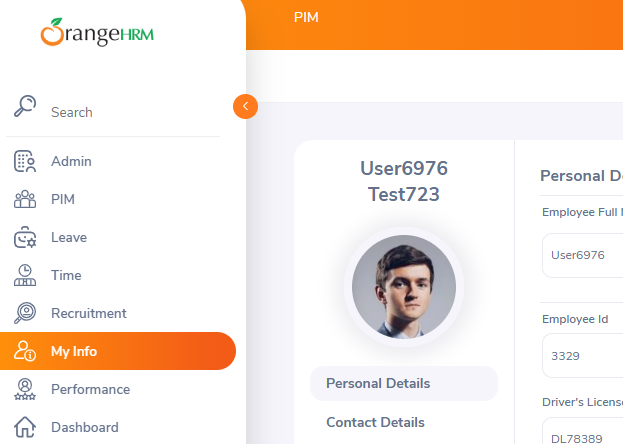 OrangeHRM
PIM
Search
Admin
PIM
Leave
Time
Recruitment
My Info
Performance
Dashboard
User6976
Test723
Personal Details
Contact Details
Personal D
Employee Full
User6976
Employee Id
3329
Driver's License
DL78389